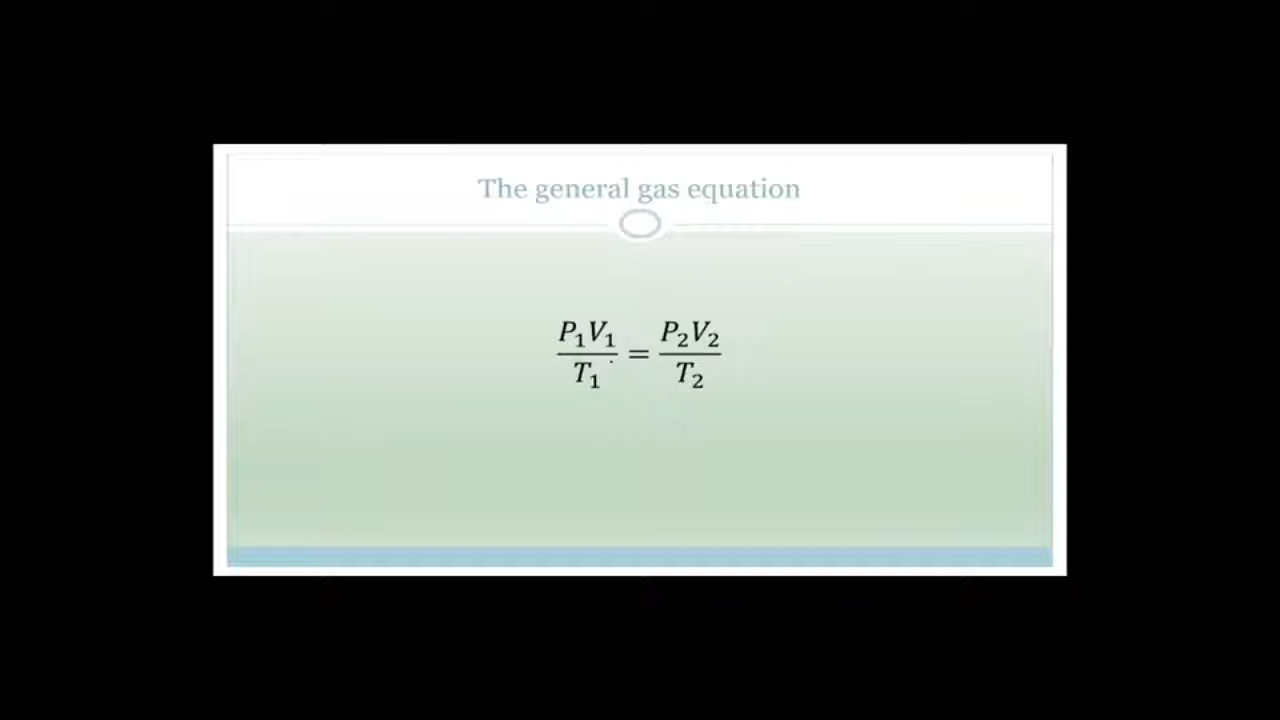 The general gas equation
P₁V₁/T₁ = P₂V₂/T₂